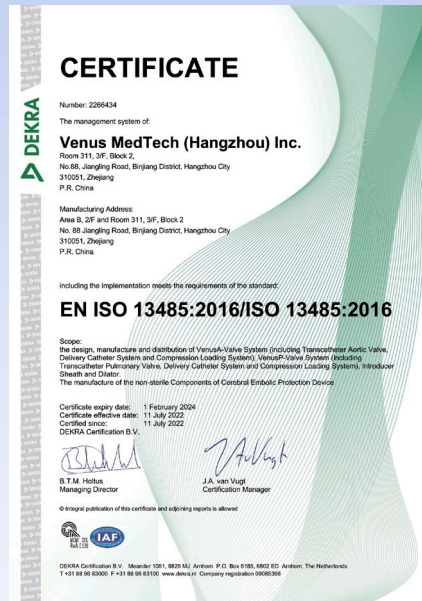 DEKRA
CERTIFICATE
Number: 2266434
The management system of:
Venus MedTech (Hangzhou) Inc.
Room 311, 3/F, Block 2,
No.88, Jiangling Road, Binjiang District, Hangzhou City
310051, Zhejiang
P.R. China
Manufacturing Address:
Area B, 2/F and Room 311, 3/F, Block 2
No. 88 Jiangling Road, Binjiang District, Hangzhou City
310051, Zhejiang
P.R. China
including the implementation meets the requirements of the standard:
EN ISO 13485:2016/ISO 13485:2016
Scope:
the design, manufacture and distribution of VenusA-Valve System (including Transcatheter Aortic Valve,
Delivery Catheter System and Compression Loading System), VenusP-Valve System (including
Transcatheter Pulmonary Valve, Delivery Catheter System and Compression Loading System), Introducer
Sheath and Dilator.
The manufacture of the non-sterile Components of Cerebral Embolic Protection Device
Certificate expiry date: 1 February 2024
Certificate effective date: 11 July 2022
Certified since: 11 July 2022
DEKRA Certification B.V.
B.T.M. Holtus
Managing Director
J.A. van Vugt
Certification Manager
© Integral publication of this certificate and adjoining reports is allowed
IAF
DEKRA Certification B.V. Meander 1051, 6825 MJ Arnhem P.O. Box 5185, 6802 ED Arnhem, The Netherlands
T +31 88 96 83000 F +31 88 96 83100 www.dekra.nl Company registration 09085396